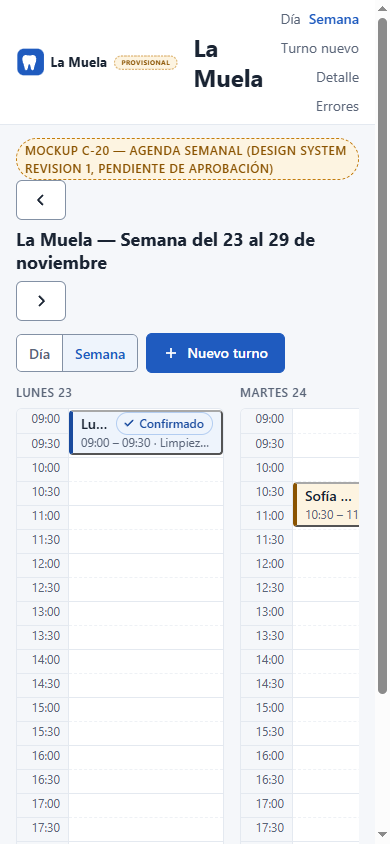 La Muela
PROVISIONAL
La
Muela
Día Semana
Turno nuevo
Detalle
Errores
MOCKUP C-20 — AGENDA SEMANAL (DESIGN SYSTEM
REVISION 1, PENDIENTE DE APROBACIÓN)
La Muela — Semana del 23 al 29 de
noviembre
Día Semana
+ Nuevo turno
LUNES 23
09:00
09:30
10:00
10:30
11:00
11:30
12:00
12:30
13:00
13:30
14:00
14:30
15:00
15:30
16:00
16:30
17:00
17:30
Lu... Confirmado
09:00 – 09:30 · Limpiez...
MARTES 24
09:00
09:30
10:00
10:30
11:00
11:30
12:00
12:30
13:00
13:30
14:00
14:30
15:00
15:30
16:00
16:30
17:00
17:30
Sofía ...
10:30 – 11